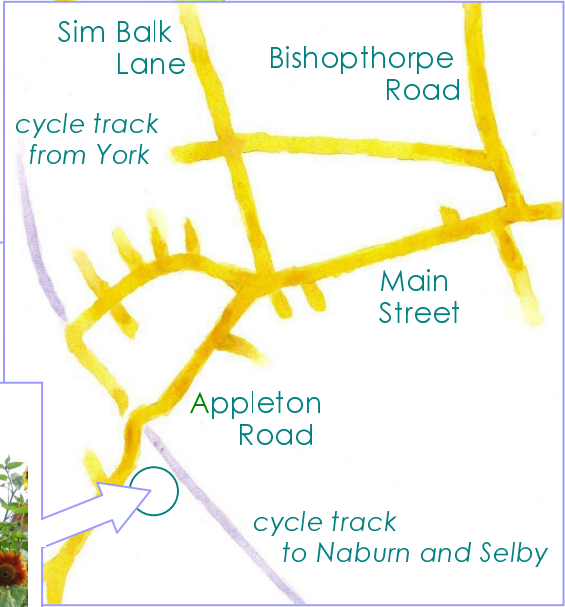 Sim Balk
Lane
Bishopthorpe
Road
cycle track
from York
Main
Street
Appleton
Road
cycle track
to Naburn and Selby